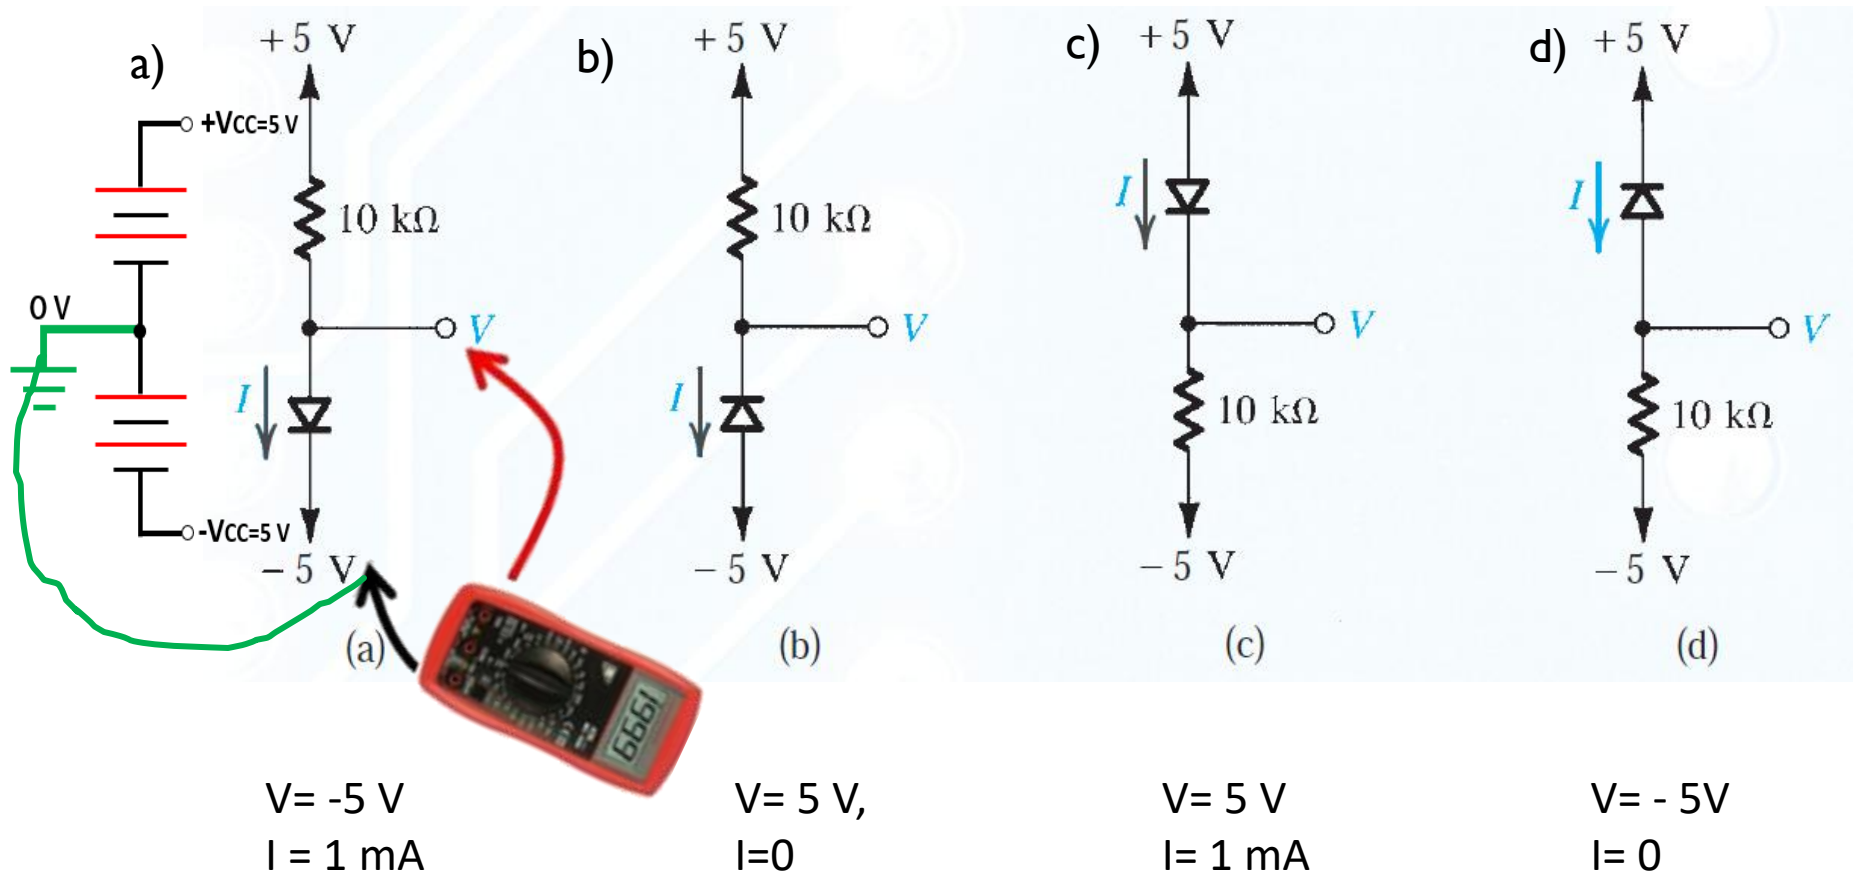 a)
+5 V
+VCC=5 V
10 kΩ
0 V
V
I
-VCC=5 V
– 5 V
(a)
1999
V= -5 V
I = 1 mA
b)
+5 V
10 kΩ
V
I
– 5 V
(b)
V= 5 V,
I=0
c)
+5 V
I
V
10 kΩ
– 5 V
(c)
V= 5 V
I= 1 mA
d)
+5 V
I
V
10 kΩ
– 5 V
(d)
V= - 5V
I= 0